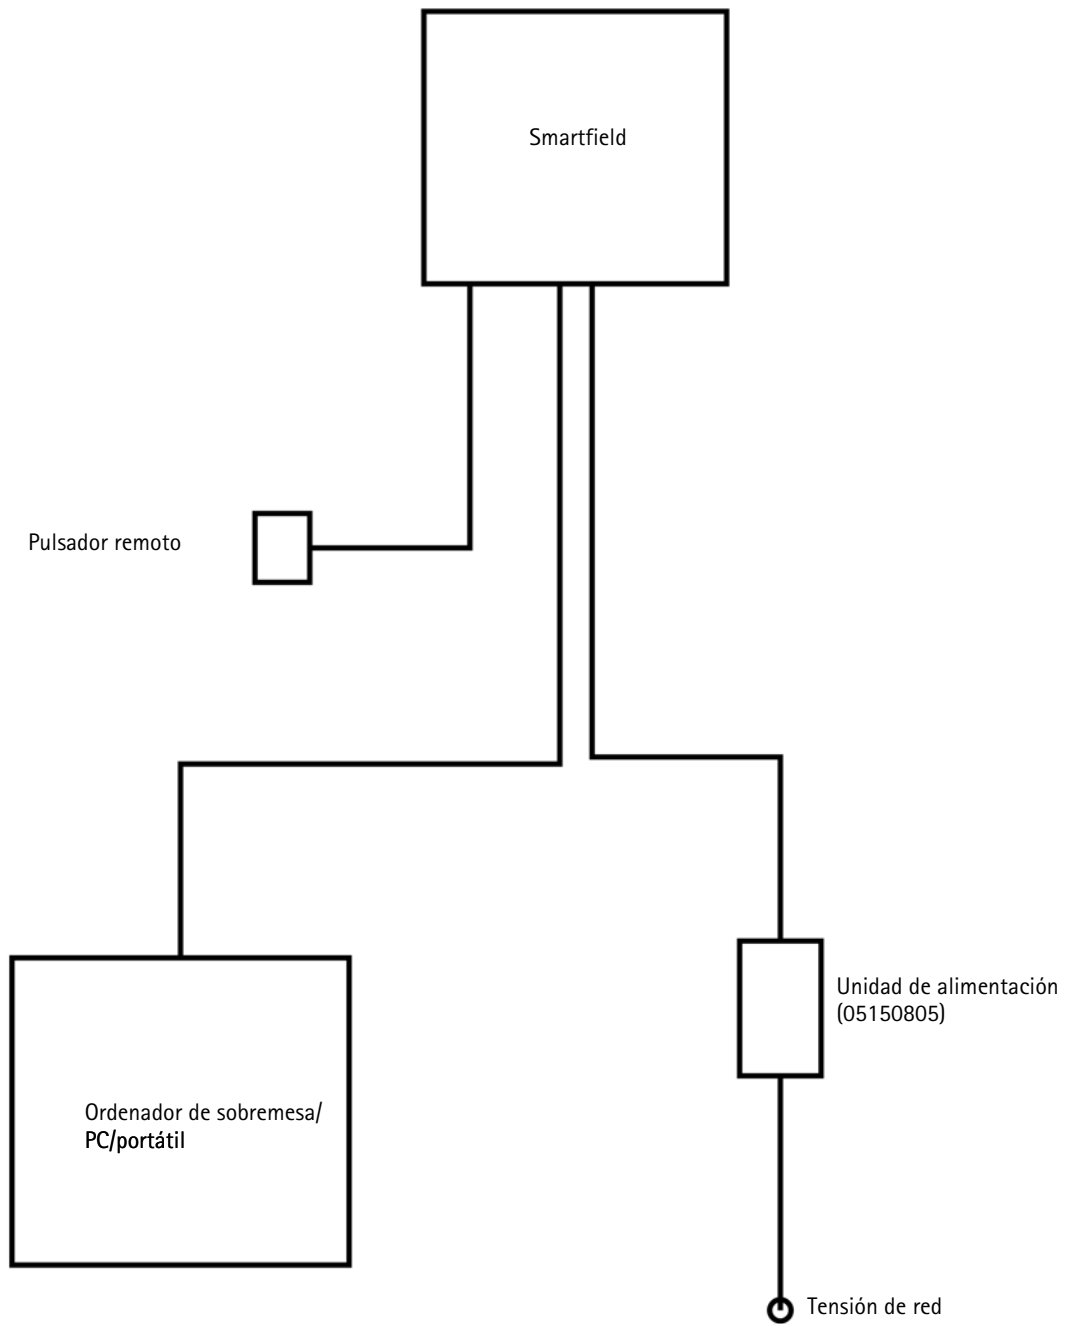 Smartfield
Pulsador remoto
Unidad de alimentación
(05150805)
Ordenador de sobremesa/
PC/portátil
Tensión de red